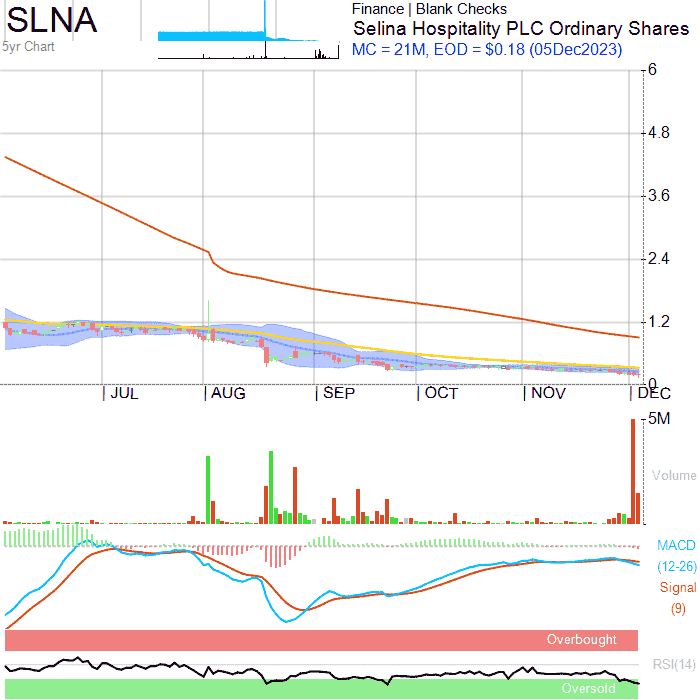 SLNA
5yr Chart
Finance | Blank Checks
Selina Hospitality PLC Ordinary Shares
MC = 21M, EOD = $0.18 (05Dec2023)
6
4.8
3.6
2.4
1.2
0
JUL
AUG
SEP
OCT
NOV
DEC
5M
Volume
MACD
(12-26)
Signal
(9)
Overbought
RSI(14)
Oversold